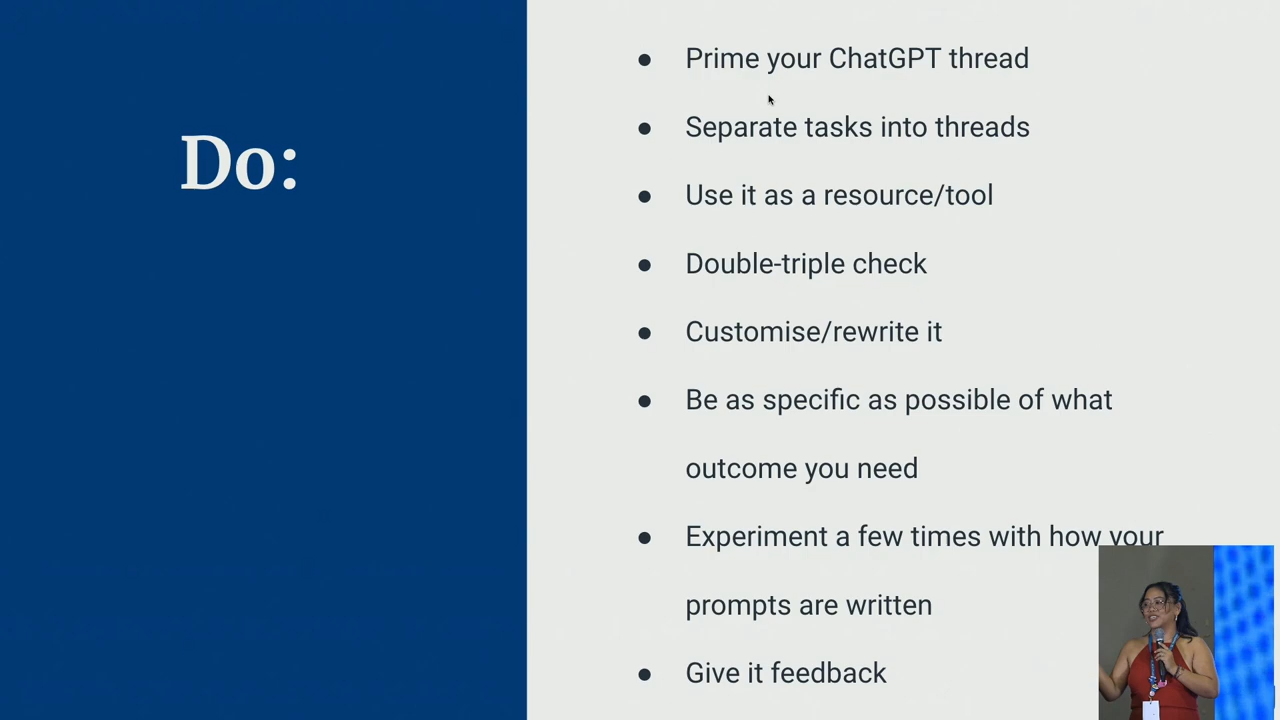 Do:
Prime your ChatGPT thread
Separate tasks into threads
Use it as a resource/tool
Double-triple check
Customise/rewrite it
Be as specific as possible of what
outcome you need
Experiment a few times with how your
prompts are written
Give it feedback